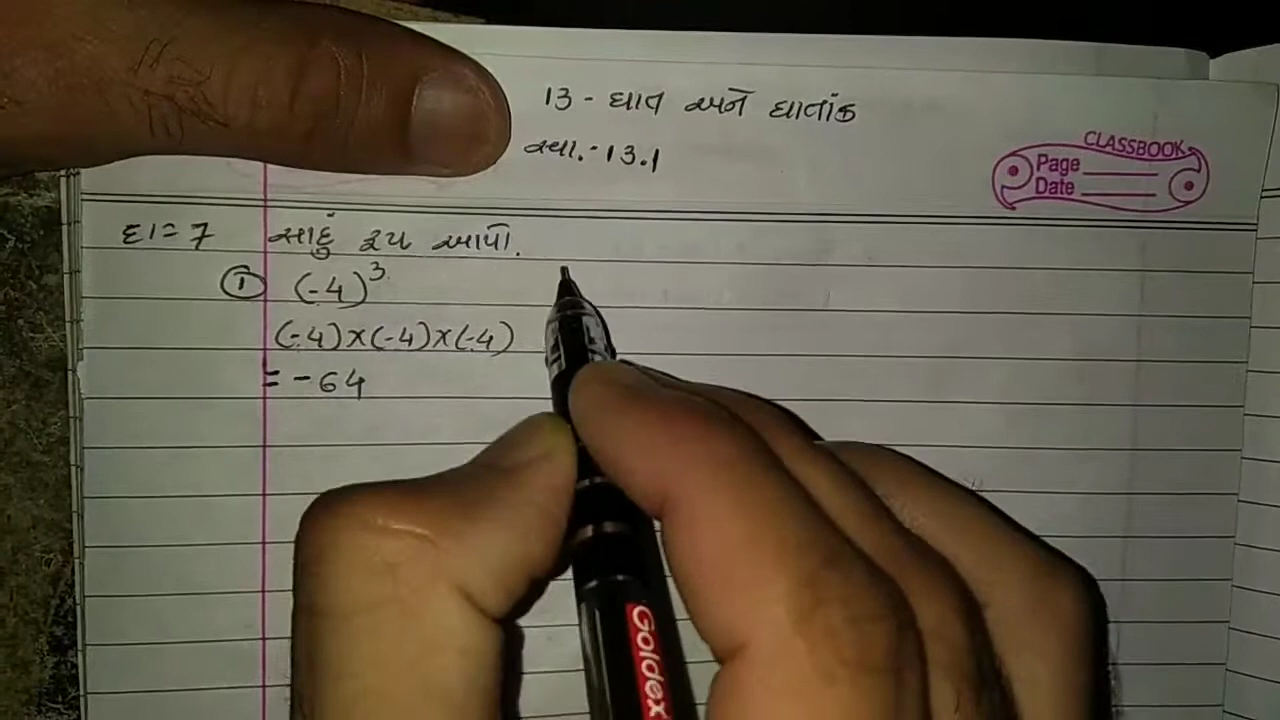 13 - ઘાત અને ઘાતાંક
સ્વા.-13.1
CLASSBOOK
Page
Date
દા=7 સાદું રૂપ આપો.
① (-4)³
(-4)×(-4)×(-4)
= -64
Goldex